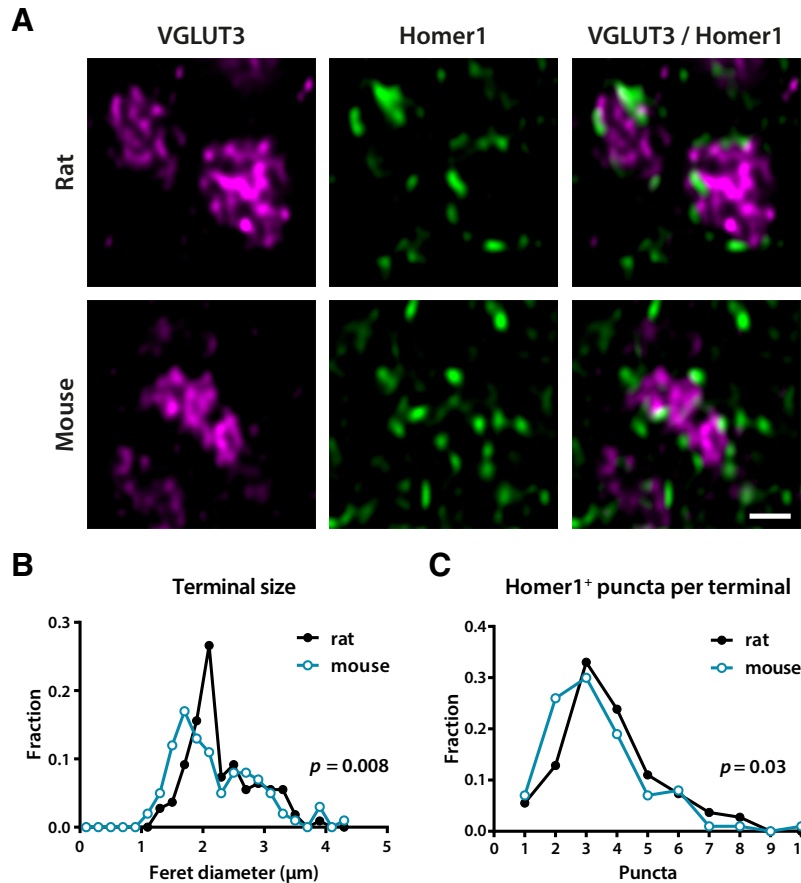 A
VGLUT3 Homer1 VGLUT3 / Homer1
Rat
Mouse
B
Terminal size
rat
mouse
p = 0.008
Fraction
0.3
0.2
0.1
0.0
0 1 2 3 4 5
Feret diameter (µm)
C
Homer1⁺ puncta per terminal
rat
mouse
p = 0.03
Fraction
0.4
0.3
0.2
0.1
0.0
0 1 2 3 4 5 6 7 8 9
Puncta